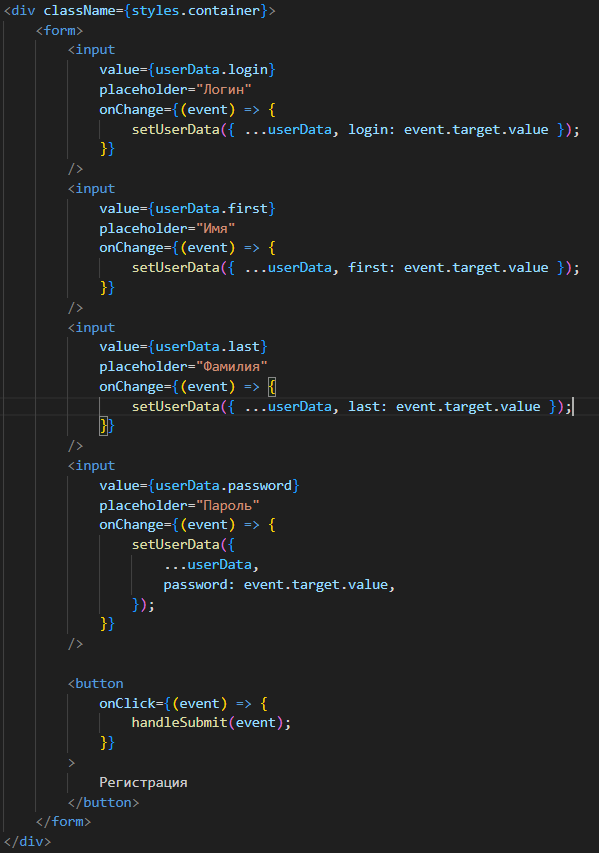 <div className={styles.container}>
    <form>
        <input
            value={userData.login}
            placeholder="Логин"
            onChange={(event) => {
                setUserData({ ...userData, login: event.target.value });
            }}
        />
        <input
            value={userData.first}
            placeholder="Имя"
            onChange={(event) => {
                setUserData({ ...userData, first: event.target.value });
            }}
        />
        <input
            value={userData.last}
            placeholder="Фамилия"
            onChange={(event) => {
                setUserData({ ...userData, last: event.target.value });
            }}
        />
        <input
            value={userData.password}
            placeholder="Пароль"
            onChange={(event) => {
                setUserData({
                    ...userData,
                    password: event.target.value,
                });
            }}
        />

        <button
            onClick={(event) => {
                handleSubmit(event);
            }}
        >
            Регистрация
        </button>
    </form>
</div>